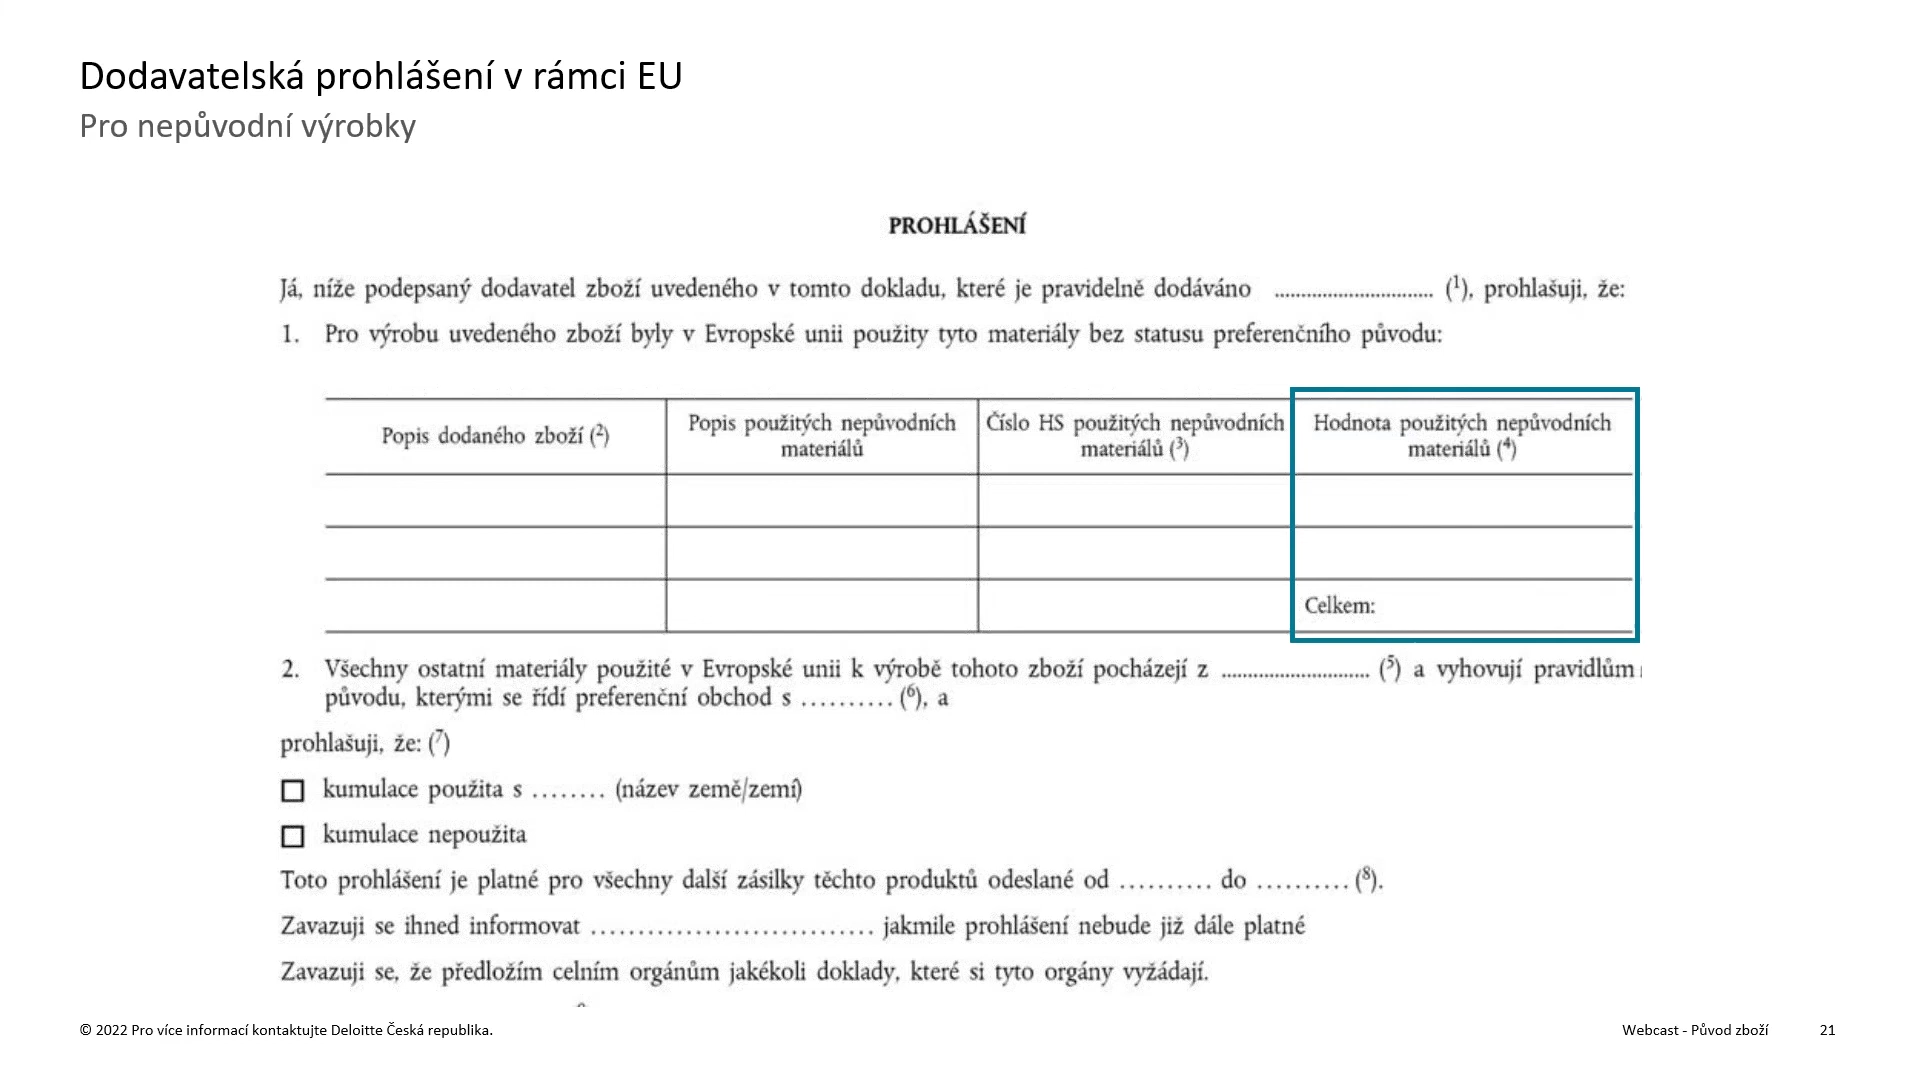 Dodavatelská prohlášení v rámci EU
Pro nepůvodní výrobky
PROHLÁŠENÍ
Já, níže podepsaný dodavatel zboží uvedeného v tomto dokladu, které je pravidelně dodáváno .............................. (1), prohlašuji, že:
1. Pro výrobu uvedeného zboží byly v Evropské unii použity tyto materiály bez statusu preferenčního původu:
Popis dodaného zboží (2)
Popis použitých nepůvodních
materiálů
Číslo HS použitých nepůvodních
materiálů (3)
Hodnota použitých nepůvodních
materiálů (4)
Celkem:
2. Všechny ostatní materiály použité v Evropské unii k výrobě tohoto zboží pocházejí z ............................ (5) a vyhovují pravidlům
původu, kterými se řídí preferenční obchod s .......... (6), a
prohlašuji, že: (7)
kumulace použita s ........ (název země/zemí)
kumulace nepoužita
Toto prohlášení je platné pro všechny další zásilky těchto produktů odeslané od .......... do .......... (8).
Zavazuji se ihned informovat .............................. jakmile prohlášení nebude již dále platné
Zavazuji se, že předložím celním orgánům jakékoli doklady, které si tyto orgány vyžádají.
© 2022 Pro více informací kontaktujte Deloitte Česká republika.
Webcast - Původ zboží 21